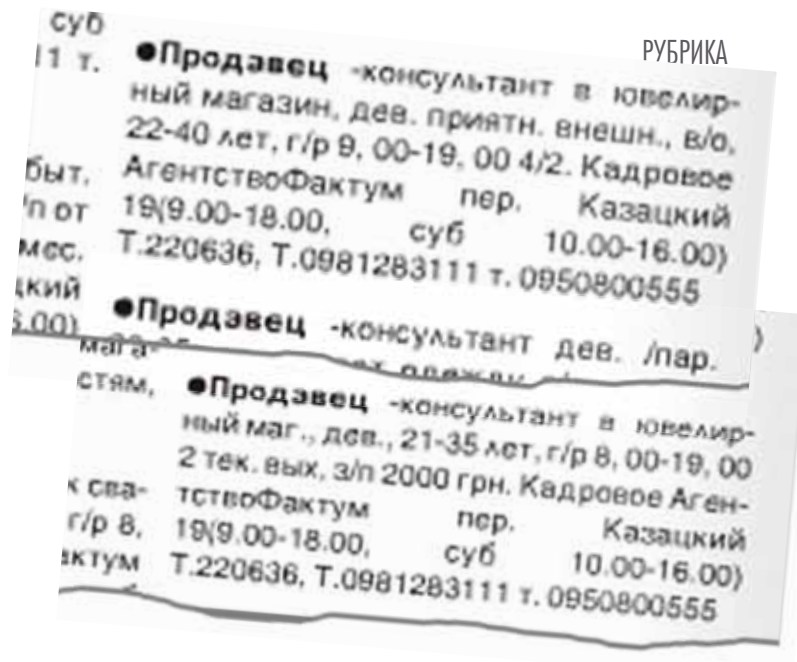 РУБРИКА
суб
11 т.
●Продавец -консультант в ювелир-
ный магазин, дев. приятн. внешн., в/о,
22-40 лет, г/р 9, 00-19, 00 4/2. Кадровое
АгентствоФактум пер. Казацкий
19(9.00-18.00, суб 10.00-16.00)
Т.220636, Т.0981283111 т. 0950800555
быт,
/п от
мес.
цкий
6.00)
●Продавец -консультант дев. /пар.
мага-
стям,
●Продавец -консультант в ювелир-
ный маг., дев., 21-35 лет, г/р 8, 00-19, 00
2 тек. вых, з/п 2000 грн. Кадровое Аген-
тствоФактум пер. Казацкий
19(9.00-18.00, суб 10.00-16.00)
Т.220636, Т.0981283111 т. 0950800555
к сва-
г/р 8,
актум